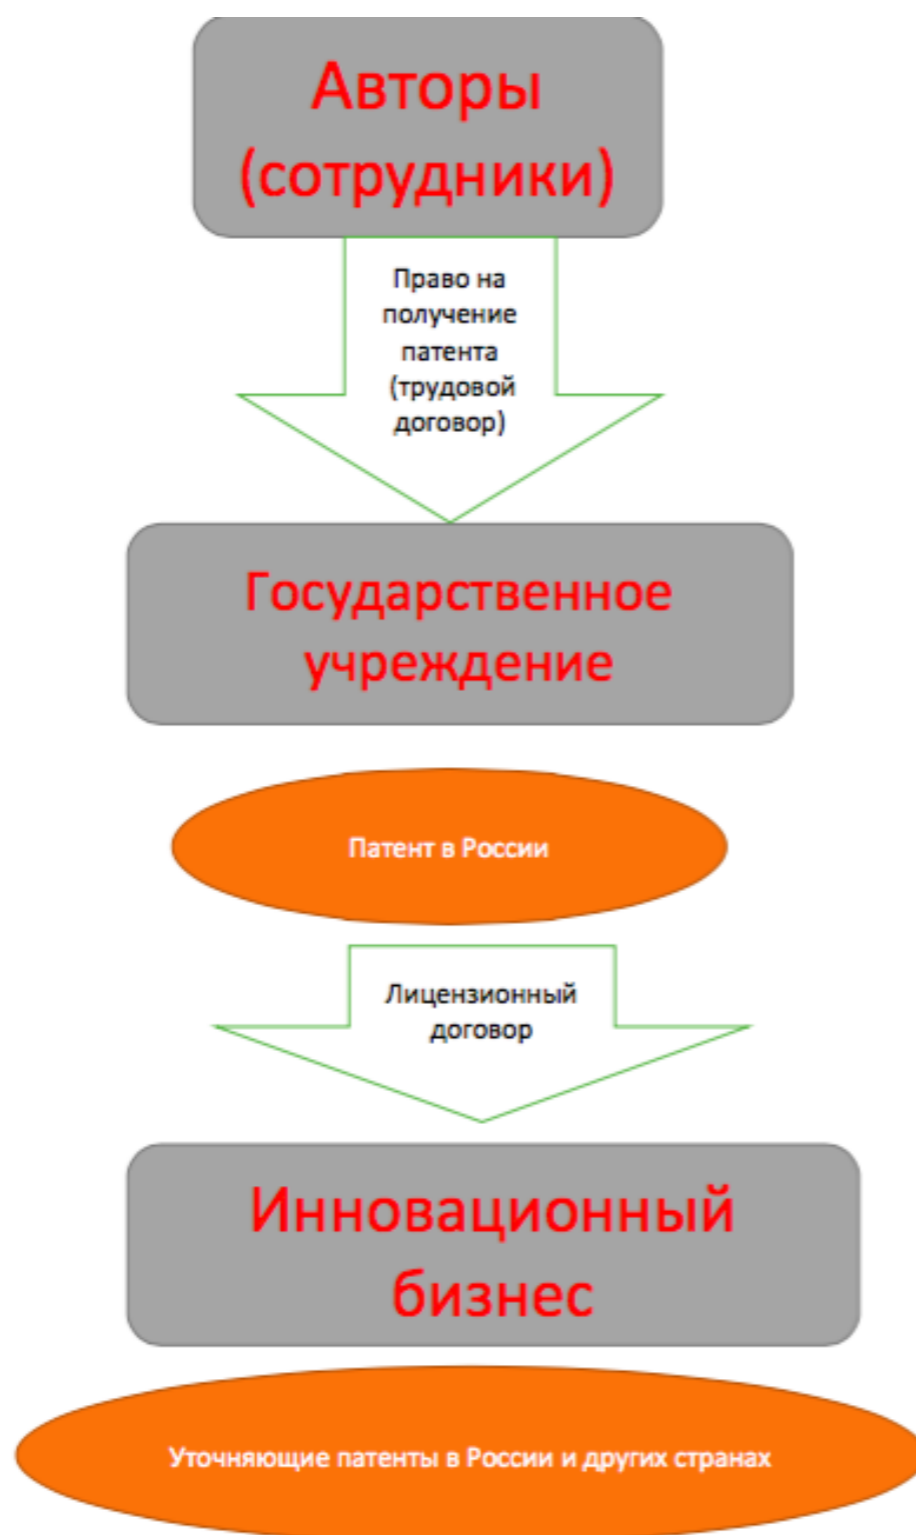 Авторы
(сотрудники)
Право на
получение
патента
(трудовой
договор)
Государственное
учреждение
Патент в России
Лицензионный
договор
Инновационный
бизнес
Уточняющие патенты в России и других странах